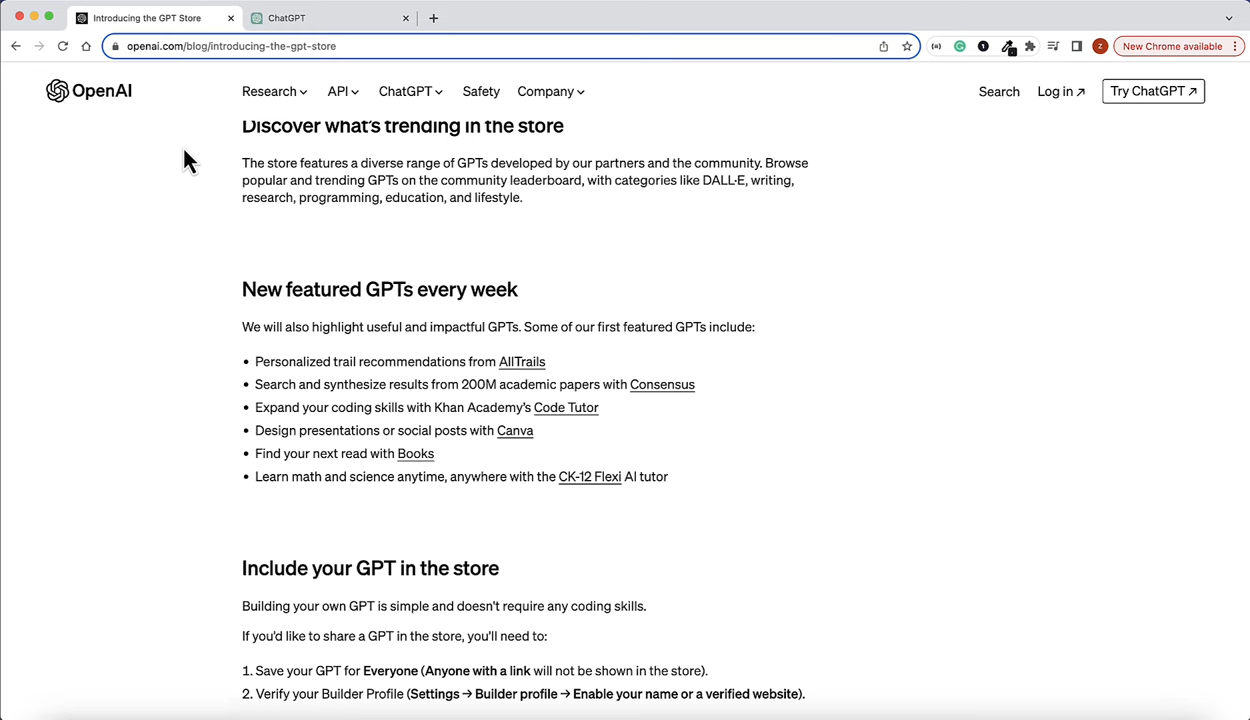 Introducing the GPT Store
ChatGPT
openai.com/blog/introducing-the-gpt-store
New Chrome available
OpenAI
Research
API
ChatGPT
Safety
Company
Search
Log in ↗
Try ChatGPT ↗
Discover what's trending in the store
The store features a diverse range of GPTs developed by our partners and the community. Browse
popular and trending GPTs on the community leaderboard, with categories like DALL·E, writing,
research, programming, education, and lifestyle.
New featured GPTs every week
We will also highlight useful and impactful GPTs. Some of our first featured GPTs include:
• Personalized trail recommendations from AllTrails
• Search and synthesize results from 200M academic papers with Consensus
• Expand your coding skills with Khan Academy's Code Tutor
• Design presentations or social posts with Canva
• Find your next read with Books
• Learn math and science anytime, anywhere with the CK-12 Flexi AI tutor
Include your GPT in the store
Building your own GPT is simple and doesn't require any coding skills.
If you'd like to share a GPT in the store, you'll need to:
1. Save your GPT for Everyone (Anyone with a link will not be shown in the store).
2. Verify your Builder Profile (Settings → Builder profile → Enable your name or a verified website).